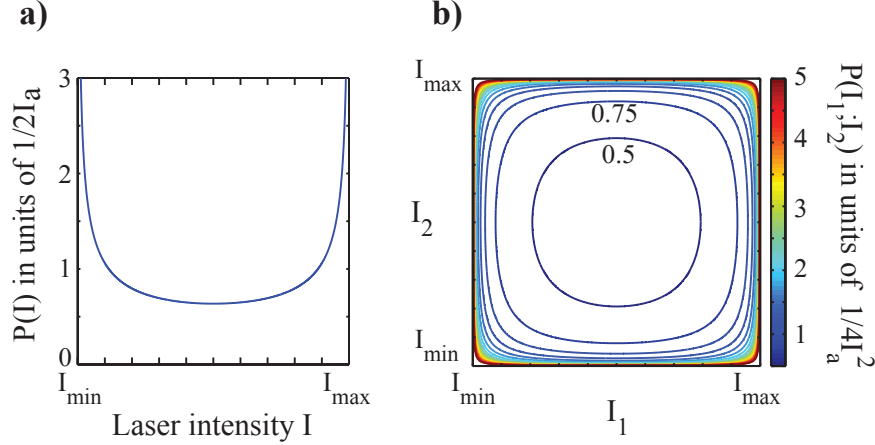 a)
P(I) in units of 1/2Iₐ
3
2
1
0
I_min
I_max
Laser intensity I
b)
I_max
I_2
I_min
0.75
0.5
I_min
I_max
I_1
5
4
3
2
1
P(I_1;I_2) in units of 1/4I_a^2